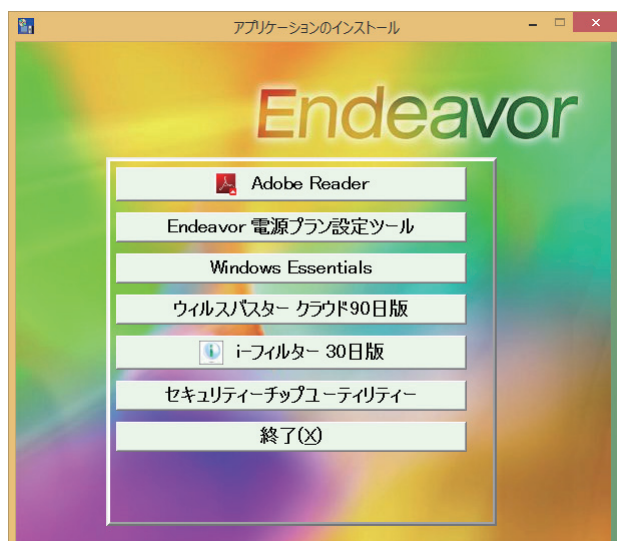 アプリケーションのインストール
Endeavor
Adobe Reader
Endeavor 電源プラン設定ツール
Windows Essentials
ウィルスバスター クラウド90日版
i-フィルター 30日版
セキュリティーチップユーティリティー
終了(X)